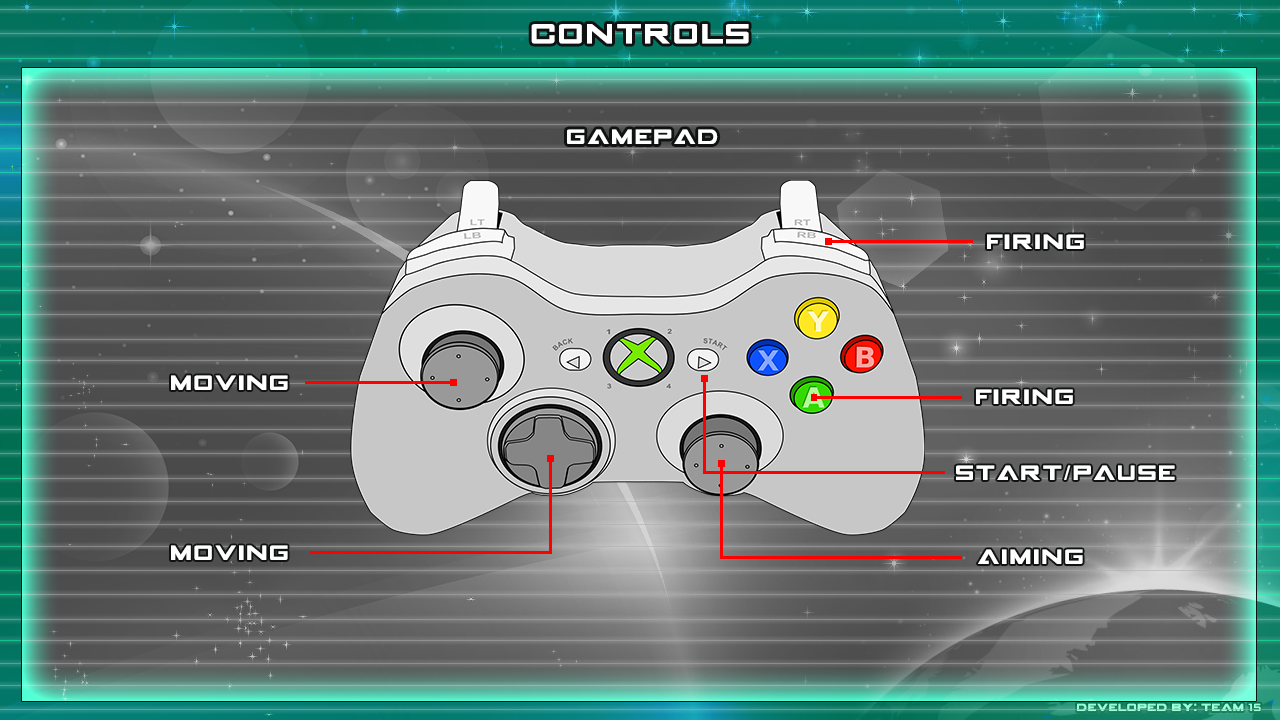 CONTROLS
GAMEPAD
LT
RT
LB
RB
FIRING
Y
1
2
BACK
START
X
B
MOVING
3
4
A
FIRING
START/PAUSE
MOVING
AIMING
DEVELOPED BY: TEAM 15